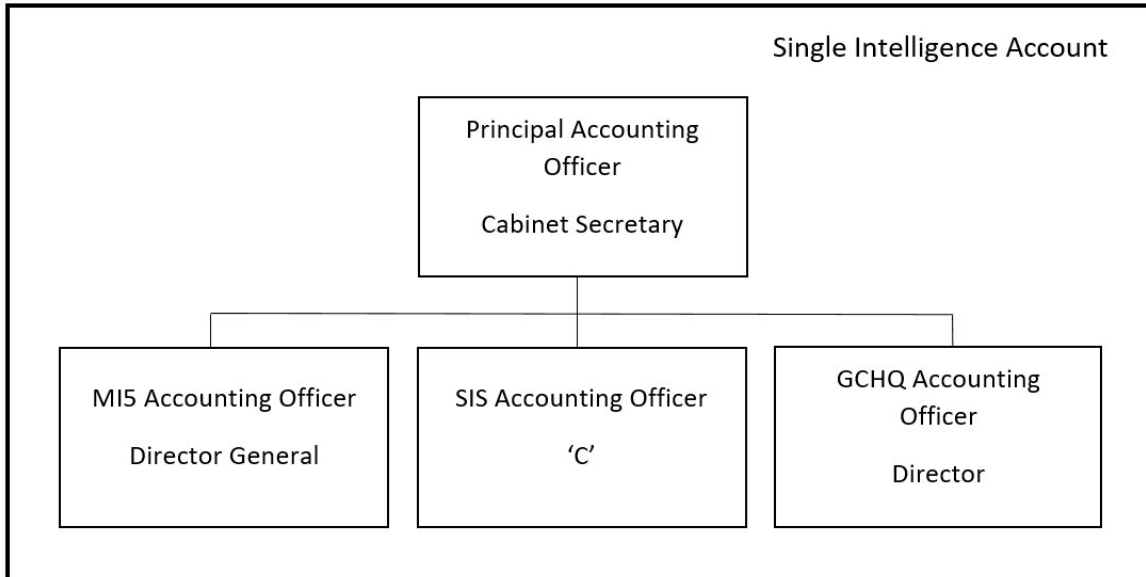 Single Intelligence Account
Principal Accounting
Officer
Cabinet Secretary
MI5 Accounting Officer
Director General
SIS Accounting Officer
‘C’
GCHQ Accounting
Officer
Director